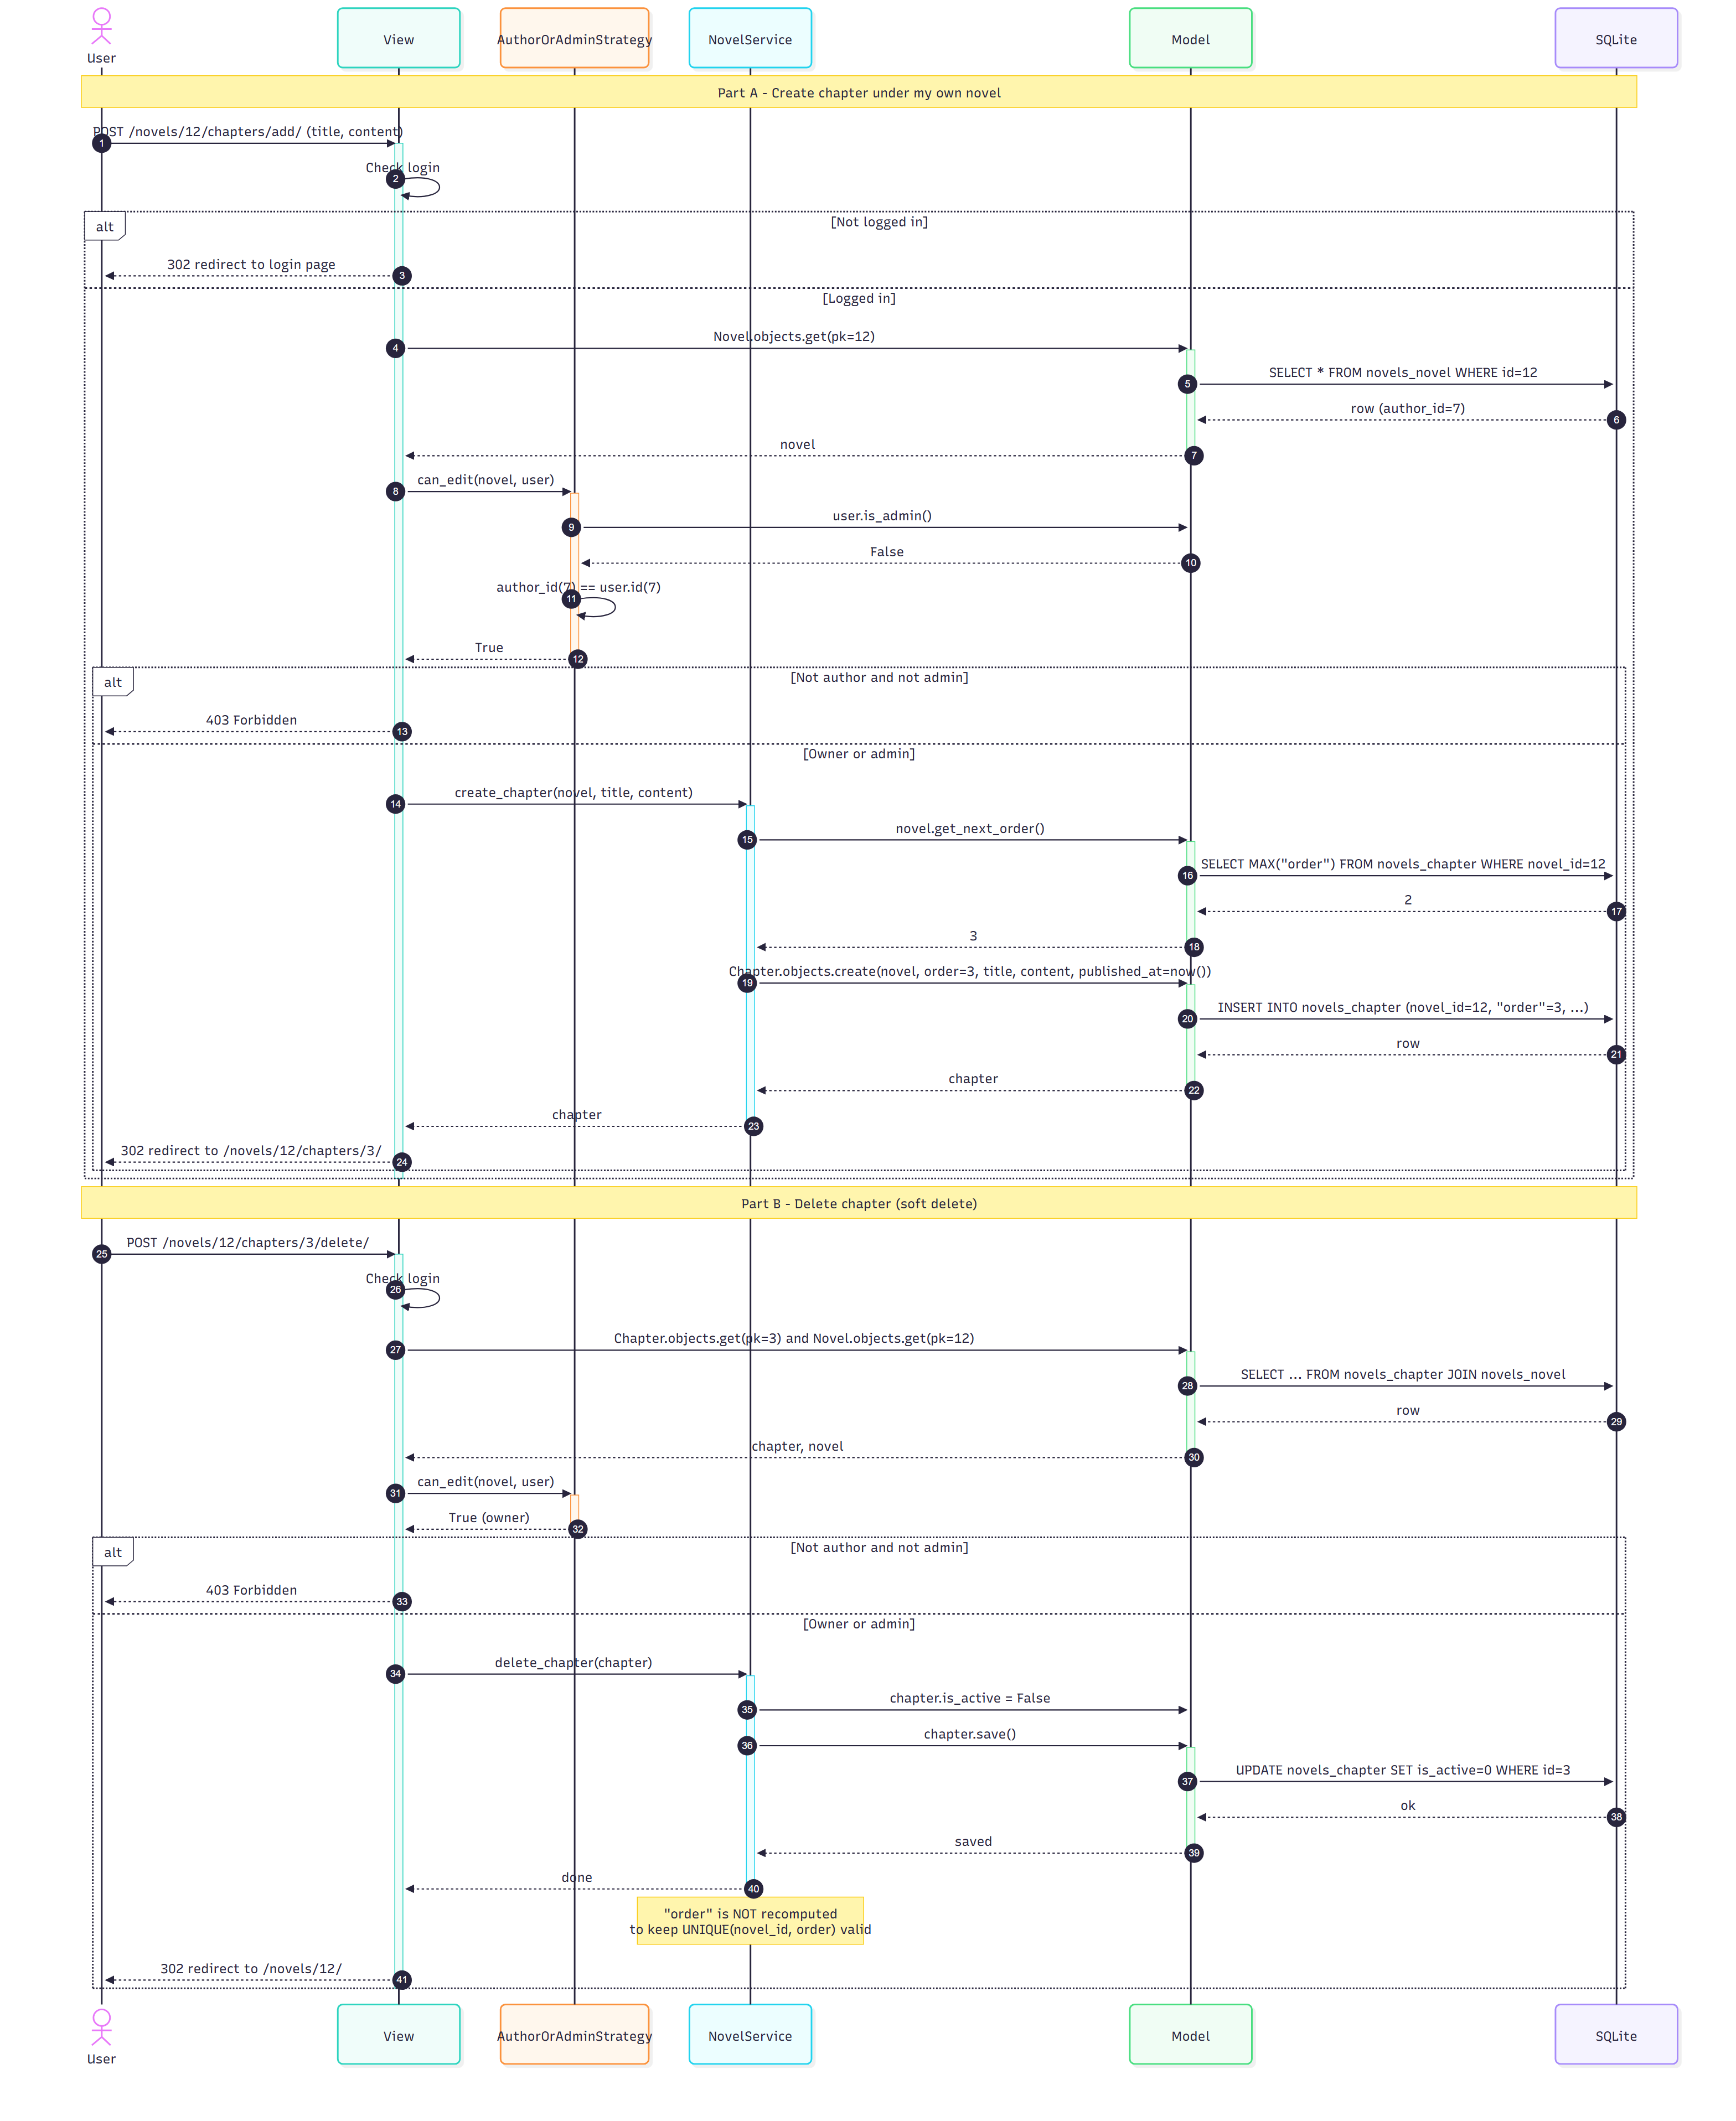 User
View
AuthorOrAdminStrategy
NovelService
Model
SQLite
Part A - Create chapter under my own novel
POST /novels/12/chapters/add/ (title, content)
1
Check login
2
alt
[Not logged in]
302 redirect to login page
3
[Logged in]
Novel.objects.get(pk=12)
4
SELECT * FROM novels_novel WHERE id=12
5
row (author_id=7)
6
novel
7
can_edit(novel, user)
8
user.is_admin()
9
False
10
author_id(7) == user.id(7)
11
True
12
alt
[Not author and not admin]
403 Forbidden
13
[Owner or admin]
create_chapter(novel, title, content)
14
novel.get_next_order()
15
SELECT MAX("order") FROM novels_chapter WHERE novel_id=12
16
2
17
3
18
Chapter.objects.create(novel, order=3, title, content, published_at=now())
19
INSERT INTO novels_chapter (novel_id=12, "order"=3, ...)
20
row
21
chapter
22
chapter
23
302 redirect to /novels/12/chapters/3/
24
Part B - Delete chapter (soft delete)
POST /novels/12/chapters/3/delete/
25
Check login
26
Chapter.objects.get(pk=3) and Novel.objects.get(pk=12)
27
SELECT ... FROM novels_chapter JOIN novels_novel
28
row
29
chapter, novel
30
can_edit(novel, user)
31
True (owner)
32
alt
[Not author and not admin]
403 Forbidden
33
[Owner or admin]
delete_chapter(chapter)
34
chapter.is_active = False
35
chapter.save()
36
UPDATE novels_chapter SET is_active=0 WHERE id=3
37
ok
38
saved
39
done
40
"order" is NOT recomputed
to keep UNIQUE(novel_id, order) valid
302 redirect to /novels/12/
41
User
View
AuthorOrAdminStrategy
NovelService
Model
SQLite